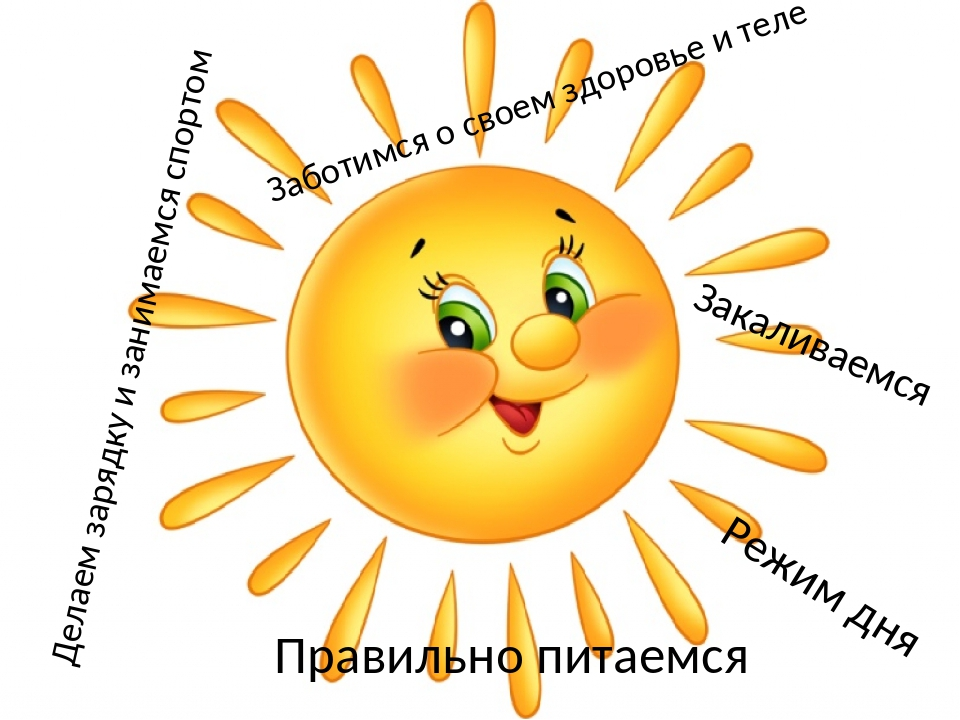 Заботимся о своем здоровье и теле
Делаем зарядку и занимаемся спортом
Закаливаемся
Режим дня
Правильно питаемся